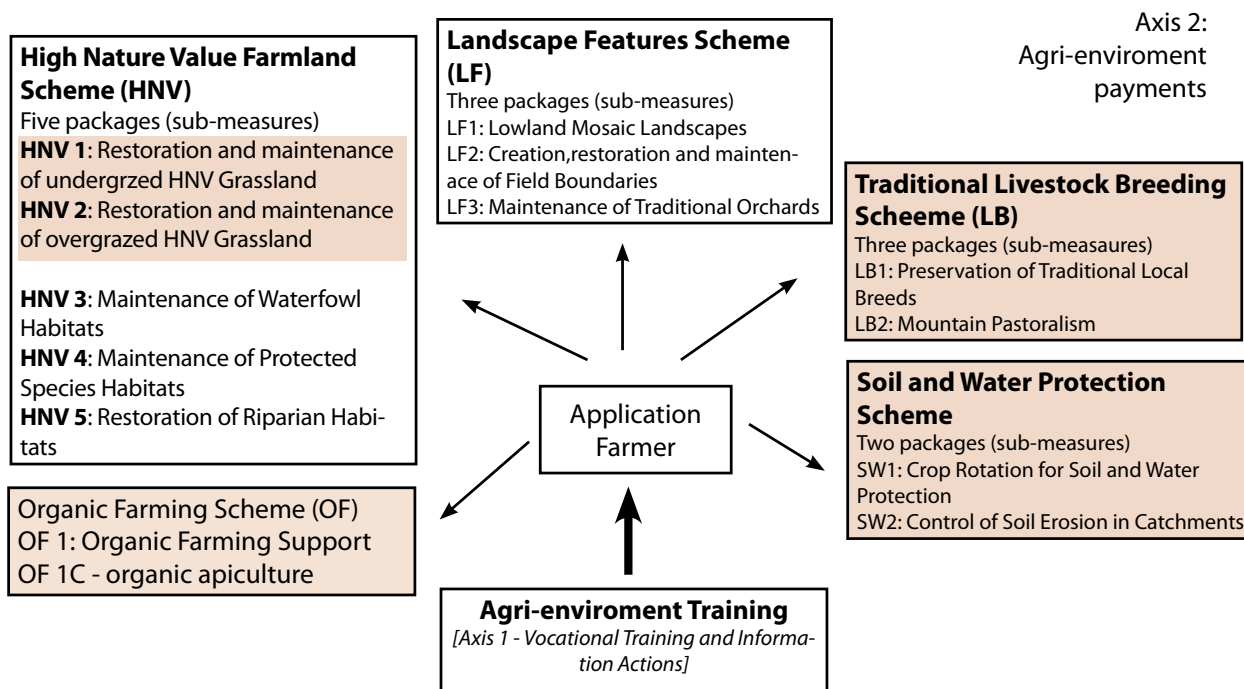 High Nature Value Farmland
Scheme (HNV)
Five packages (sub-measures)
HNV 1: Restoration and maintenance
of undergrzed HNV Grassland
HNV 2: Restoration and maintenance
of overgrazed HNV Grassland
HNV 3: Maintenance of Waterfowl
Habitats
HNV 4: Maintenance of Protected
Species Habitats
HNV 5: Restoration of Riparian Habi-
tats
Landscape Features Scheme
(LF)
Three packages (sub-measures)
LF1: Lowland Mosaic Landscapes
LF2: Creation,restoration and mainten-
ace of Field Boundaries
LF3: Maintenance of Traditional Orchards
Axis 2:
Agri-enviroment
payments
Traditional Livestock Breeding
Scheeme (LB)
Three packages (sub-measaures)
LB1: Preservation of Traditional Local
Breeds
LB2: Mountain Pastoralism
Soil and Water Protection
Scheme
Two packages (sub-measures)
SW1: Crop Rotation for Soil and Water
Protection
SW2: Control of Soil Erosion in Catchments
Application
Farmer
Organic Farming Scheme (OF)
OF 1: Organic Farming Support
OF 1C - organic apiculture
Agri-enviroment Training
[Axis 1 - Vocational Training and Informa-
tion Actions]